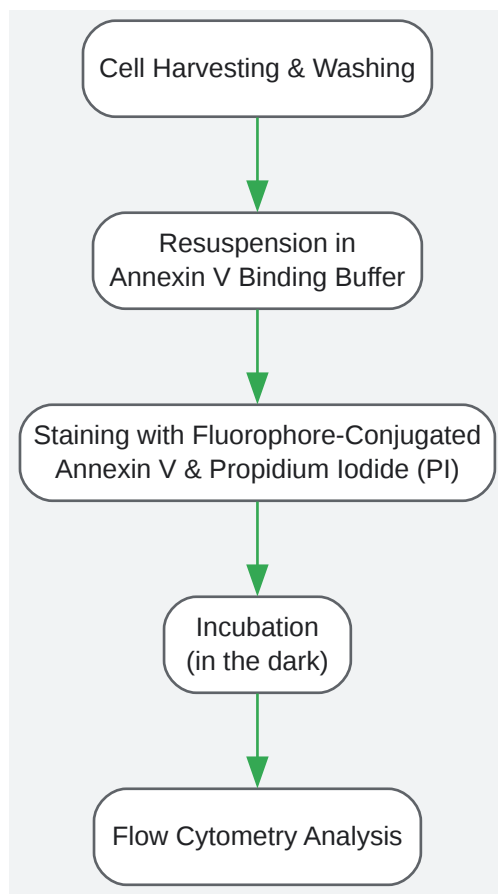 Cell Harvesting & Washing
Resuspension in
Annexin V Binding Buffer
Staining with Fluorophore-Conjugated
Annexin V & Propidium Iodide (PI)
Incubation
(in the dark)
Flow Cytometry Analysis